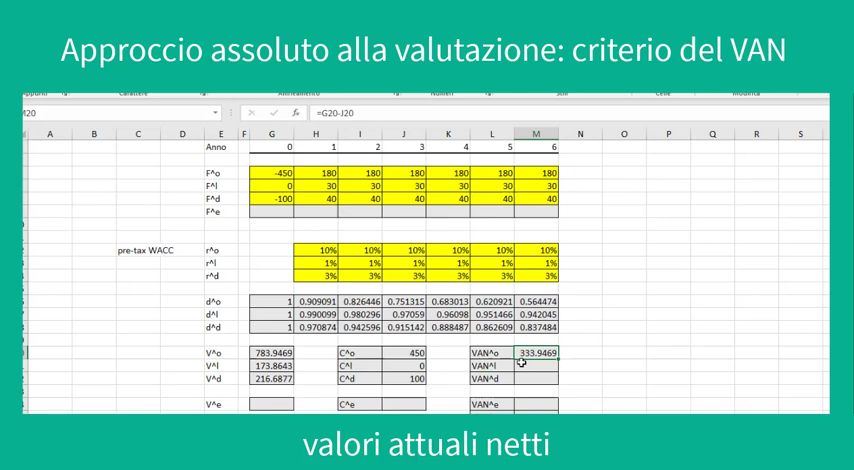 Approccio assoluto alla valutazione: criterio del VAN
M20 =G20-J20
A B C D E F G H I J K L M N O P Q R S
Anno 0 1 2 3 4 5 6
F^o -450 180 180 180 180 180 180
F^l 0 30 30 30 30 30 30
F^d -100 40 40 40 40 40 40
F^e
pre-tax WACC r^o 10% 10% 10% 10% 10% 10%
r^l 1% 1% 1% 1% 1% 1%
r^d 3% 3% 3% 3% 3% 3%
d^o 1 0.909091 0.826446 0.751315 0.683013 0.620921 0.564474
d^l 1 0.990099 0.980296 0.97059 0.96098 0.951466 0.942045
d^d 1 0.970874 0.942596 0.915142 0.888487 0.862609 0.837484
V^o 783.9469 C^o 450 VAN^o 333.9469
V^l 173.8643 C^l 0 VAN^l
V^d 216.6877 C^d 100 VAN^d
V^e C^e VAN^e
valori attuali netti